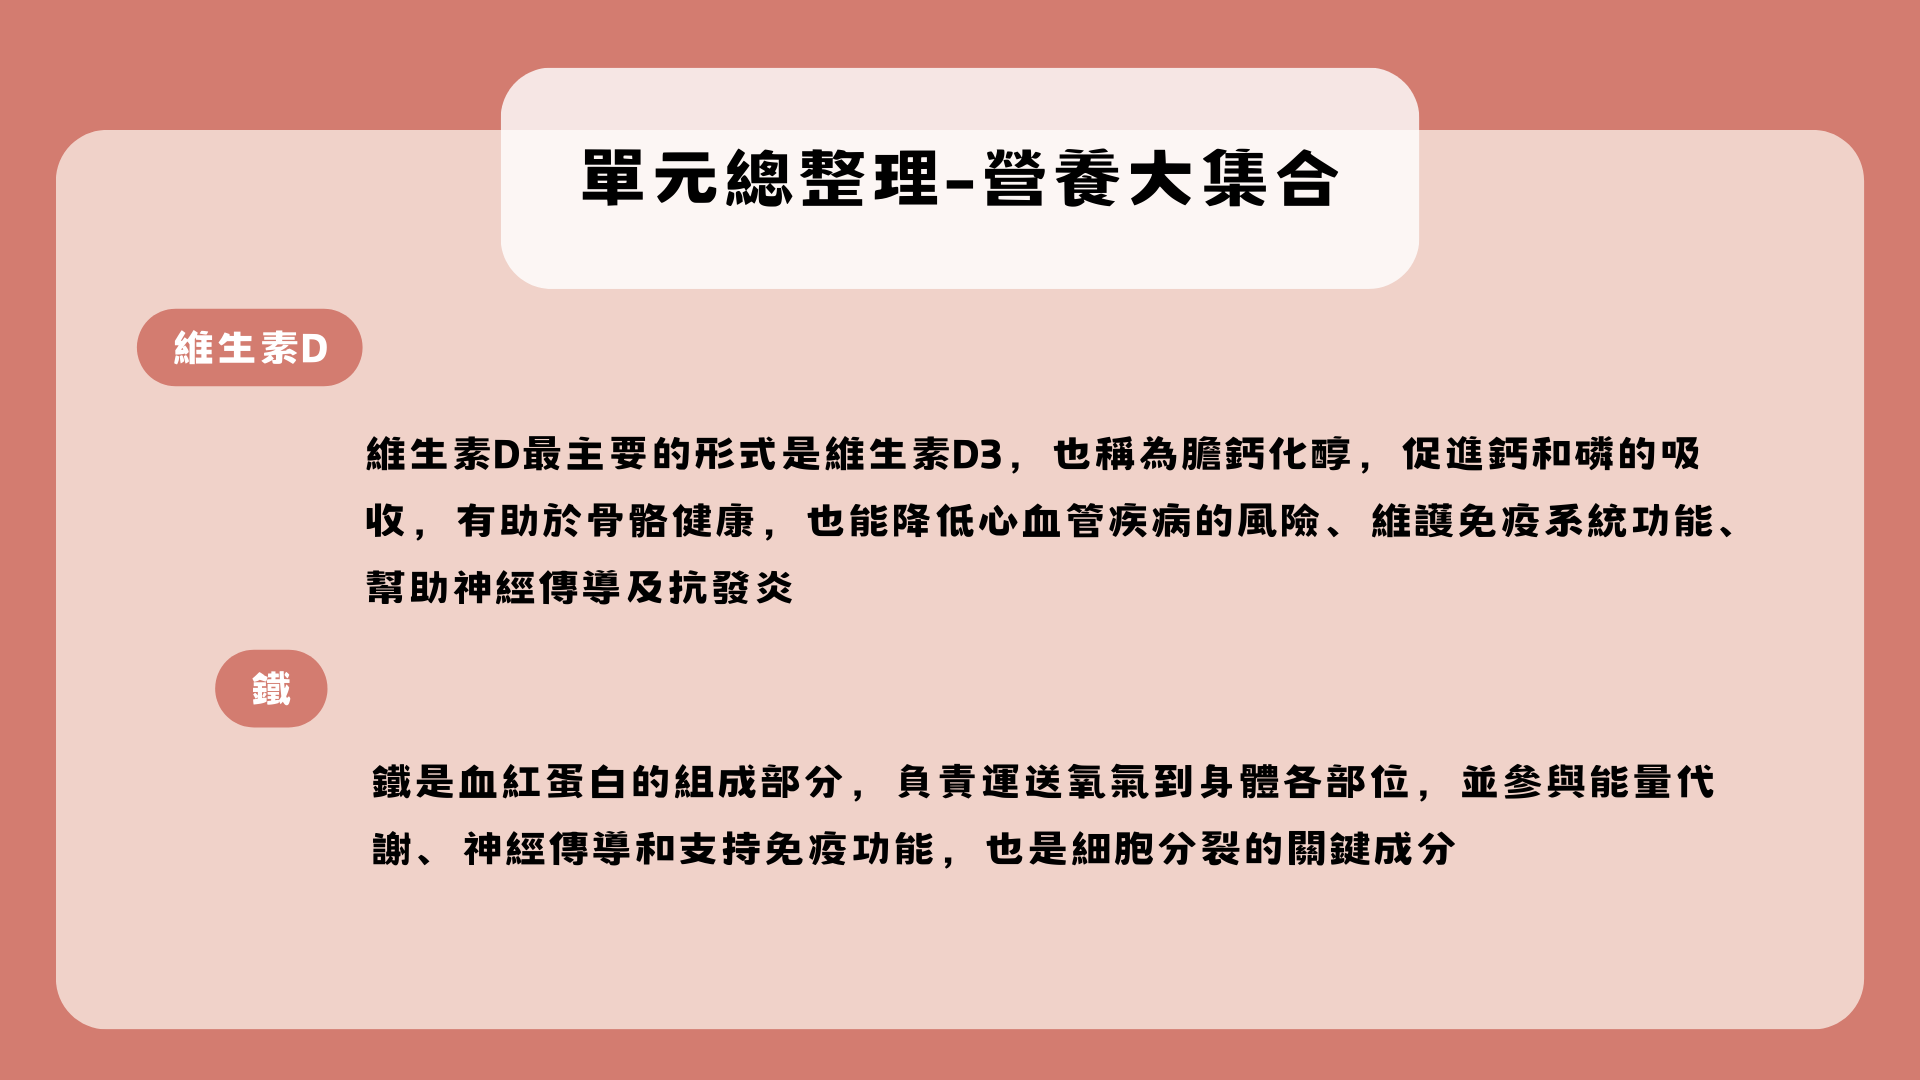 單元總整理-營養大集合
維生素D
維生素D最主要的形式是維生素D3，也稱為膽鈣化醇，促進鈣和磷的吸
收，有助於骨骼健康，也能降低心血管疾病的風險、維護免疫系統功能、
幫助神經傳導及抗發炎
鐵
鐵是血紅蛋白的組成部分，負責運送氧氣到身體各部位，並參與能量代
謝、神經傳導和支持免疫功能，也是細胞分裂的關鍵成分